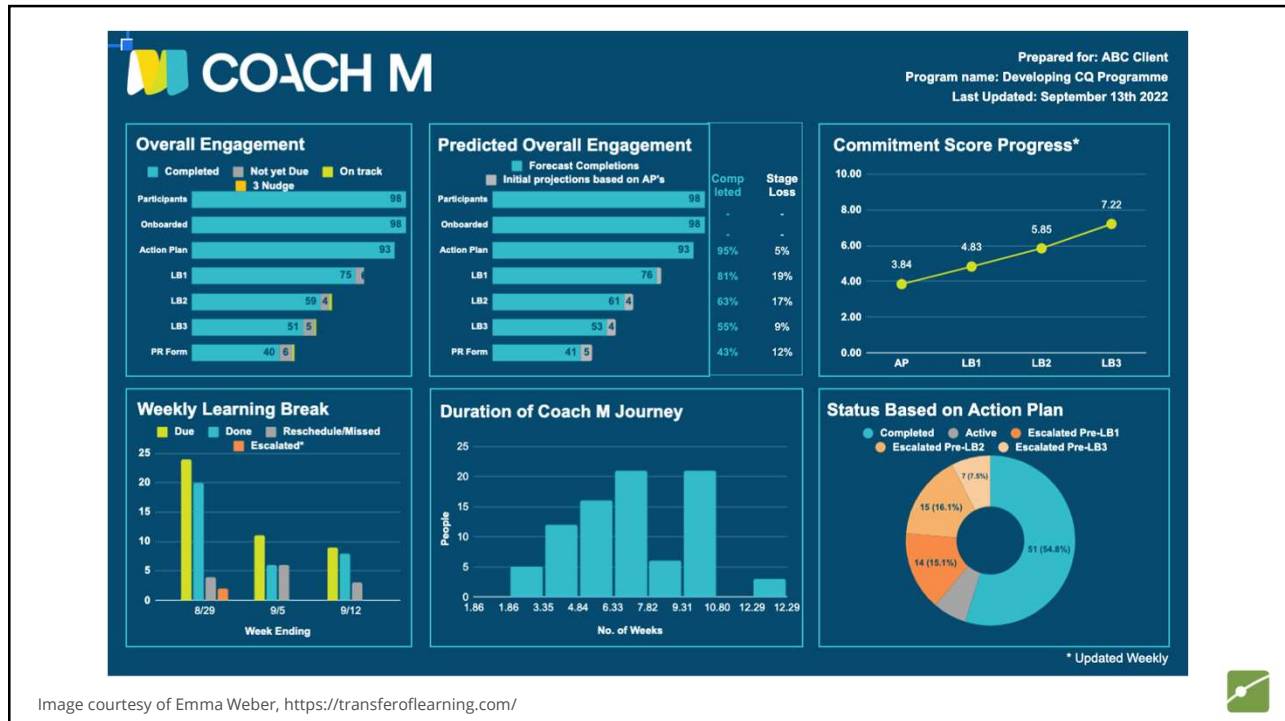 COACH M
Prepared for: ABC Client
Program name: Developing CQ Programme
Last Updated: September 13th 2022
Overall Engagement
Completed Not yet Due On track
3 Nudge
Participants 98
Onboarded 98
Action Plan 93
LB1 75
LB2 59 4
LB3 51 5
PR Form 40 6
Predicted Overall Engagement
Forecast Completions
Initial projections based on AP's
Participants 98
Onboarded 98
Action Plan 93
LB1 76
LB2 61 4
LB3 53 4
PR Form 41 5
Comp Stage
leted Loss
- -
- -
95% 5%
81% 19%
63% 17%
55% 9%
43% 12%
Commitment Score Progress*
10.00
8.00
6.00
4.00
2.00
0.00
3.84
4.83
5.85
7.22
AP LB1 LB2 LB3
Weekly Learning Break
Due Done Reschedule/Missed
Escalated*
25
20
15
10
5
0
8/29 9/5 9/12
Week Ending
Duration of Coach M Journey
People
25
20
15
10
5
0
1.86 1.86 3.35 4.84 6.33 7.82 9.31 10.80 12.29 12.29
No. of Weeks
Status Based on Action Plan
Completed Active Escalated Pre-LB1
Escalated Pre-LB2 Escalated Pre-LB3
7 (7.5%)
15 (16.1%)
14 (15.1%)
51 (54.8%)
* Updated Weekly
Image courtesy of Emma Weber, https://transferoflearning.com/